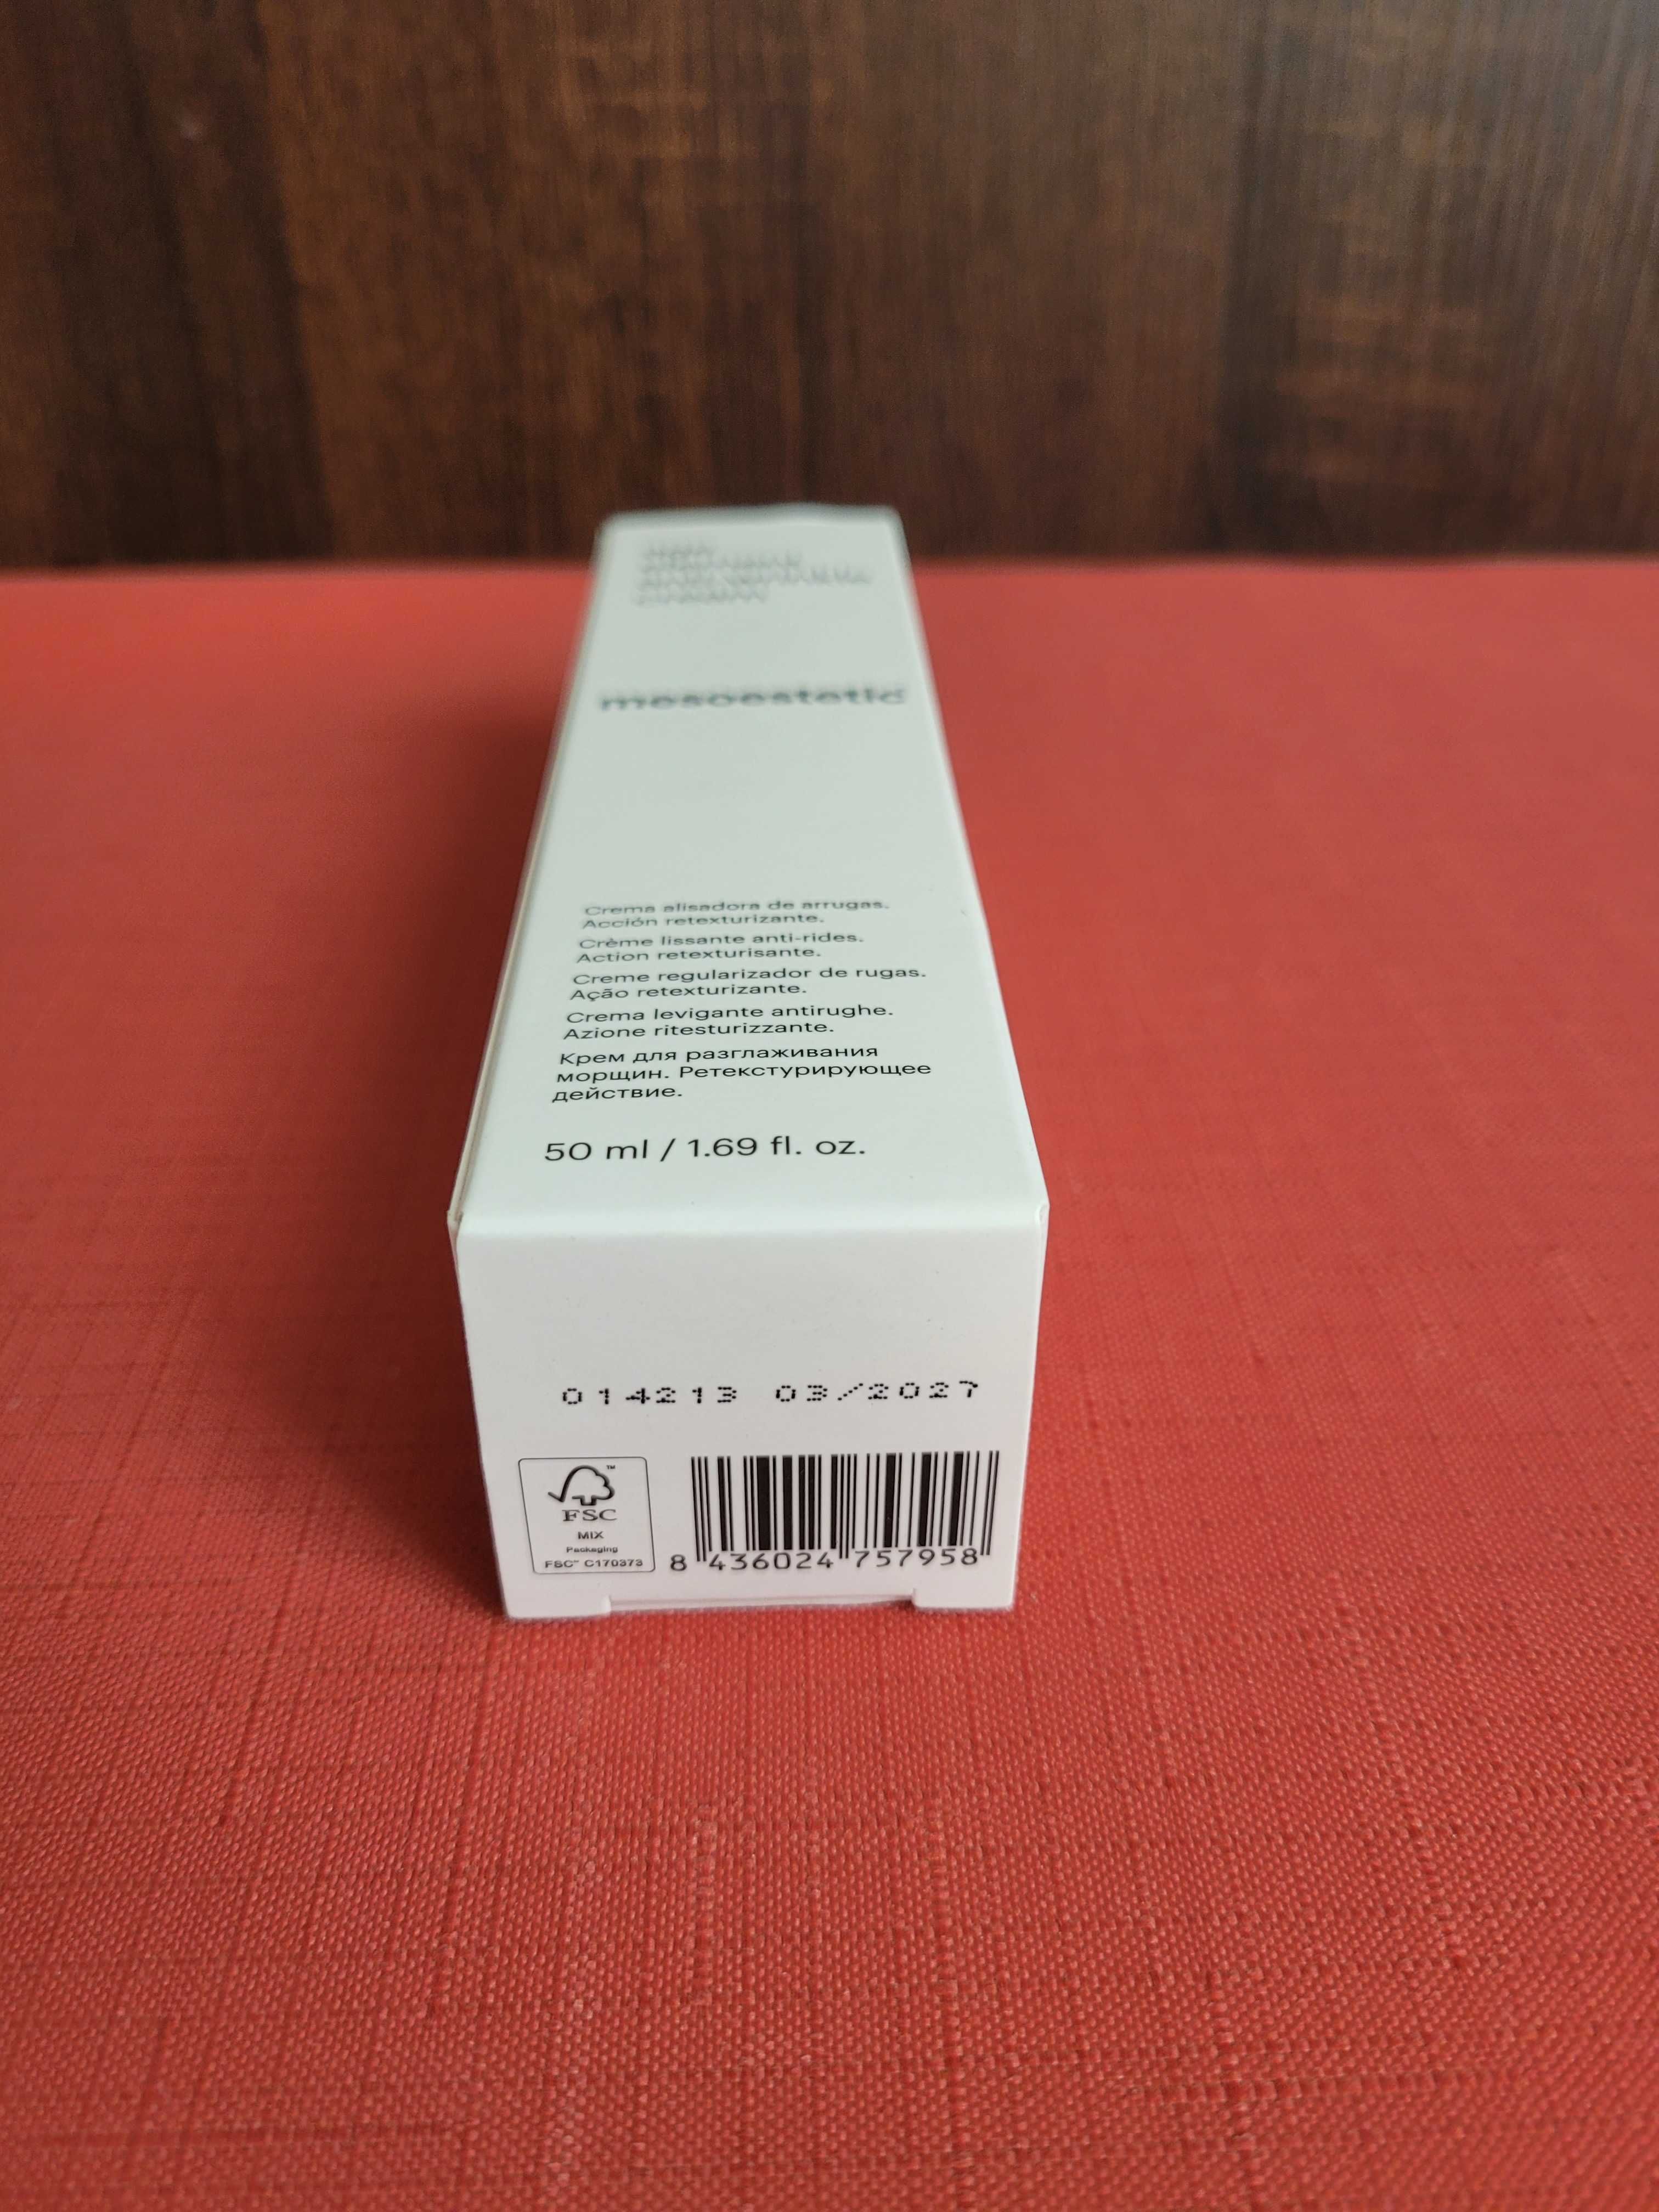 mesoestetic
Crema alisadora de arrugas.
Acción retexturizante.
Crème lissante anti-rides.
Action retexturisante.
Creme regularizador de rugas.
Ação retexturizante.
Crema levigante antirughe.
Azione ritesturizzante.
Крем для разглаживания
морщин. Ретекстурирующее
действие.
50 ml / 1.69 fl. oz.
014213 03/2027
™
FSC
MIX
Packaging
FSC™ C170373
8 436024 757958